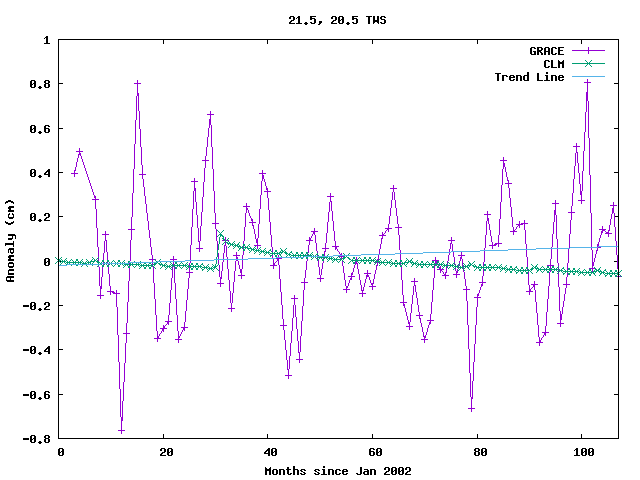 21.5, 20.5 TWS
GRACE
CLM
Trend Line
1
0.8
0.6
0.4
0.2
0
-0.2
-0.4
-0.6
-0.8
Anomaly (cm)
0 20 40 60 80 100
Months since Jan 2002